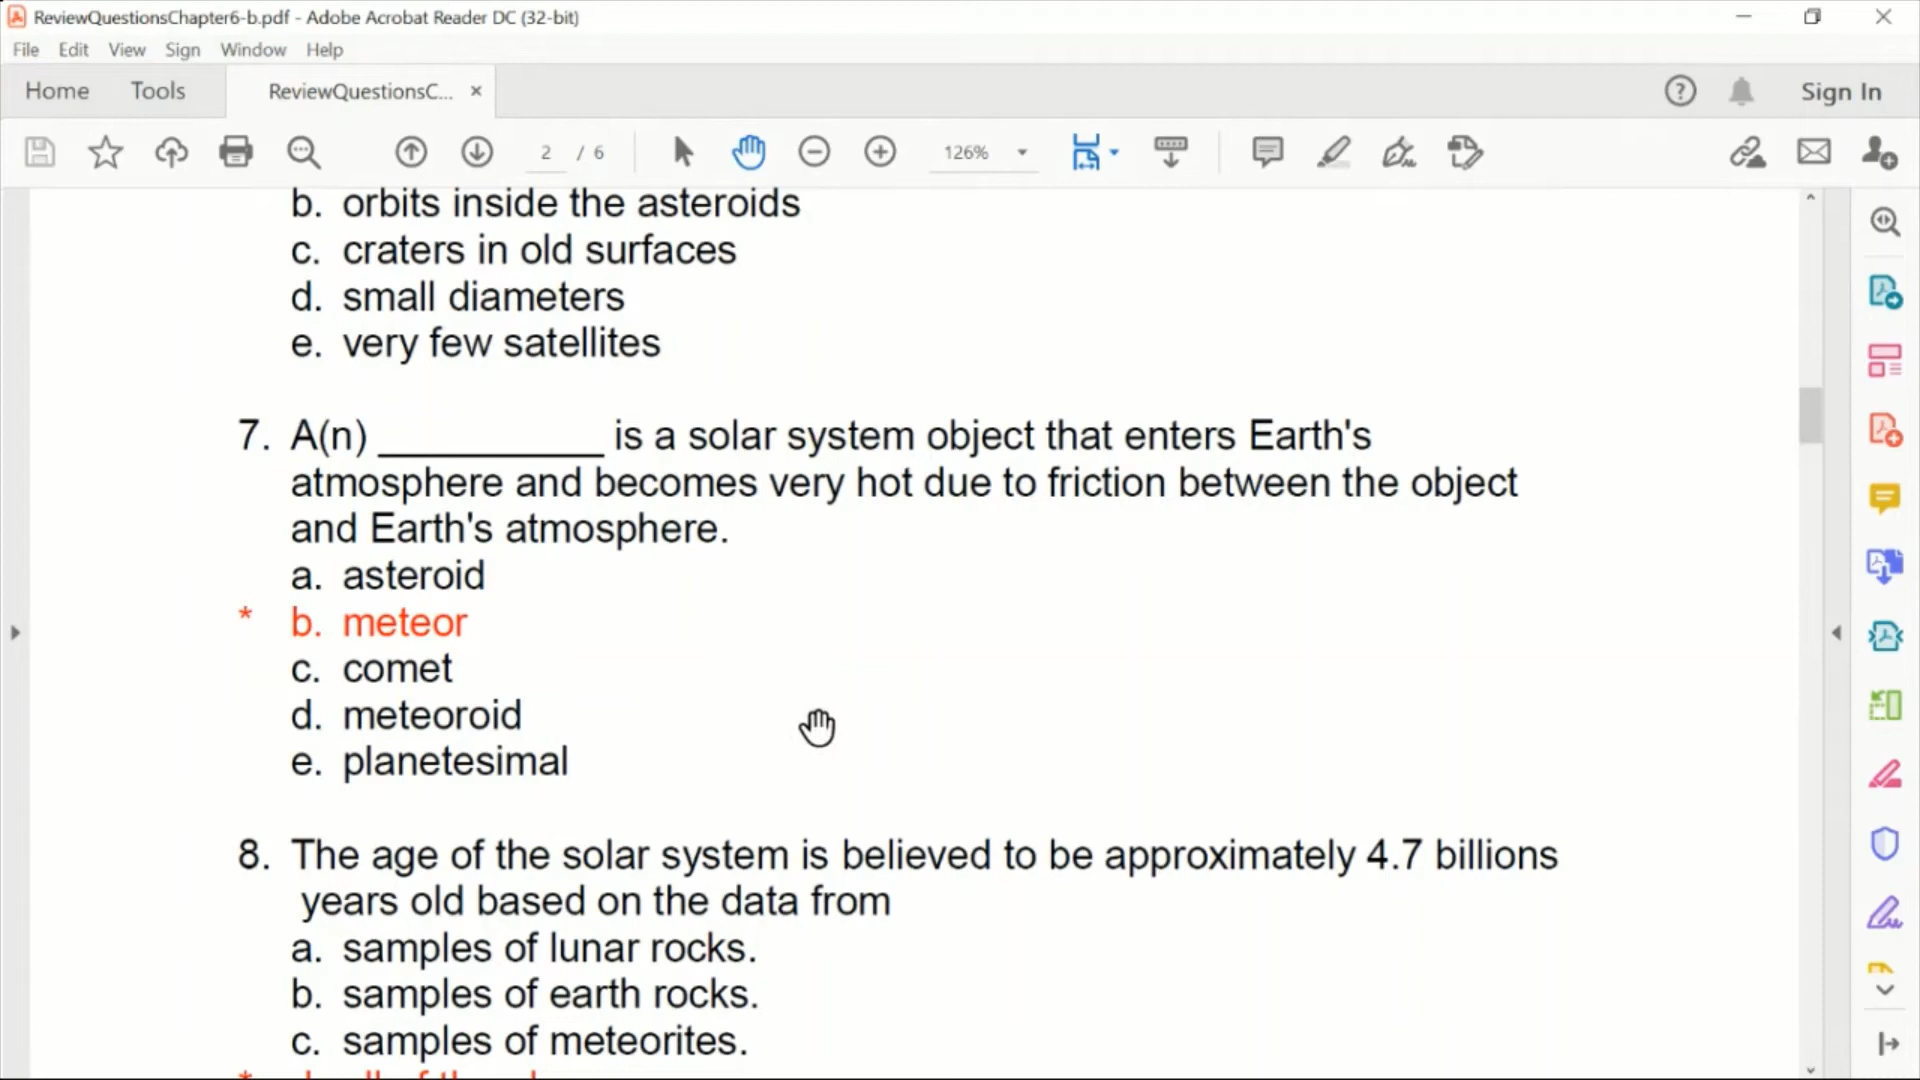 ReviewQuestionsChapter6-b.pdf - Adobe Acrobat Reader DC (32-bit)
File Edit View Sign Window Help
Home Tools ReviewQuestionsC... × Sign In
2 / 6 126%
b. orbits inside the asteroids
c. craters in old surfaces
d. small diameters
e. very few satellites
7. A(n) __________ is a solar system object that enters Earth's
atmosphere and becomes very hot due to friction between the object
and Earth's atmosphere.
a. asteroid
* b. meteor
c. comet
d. meteoroid
e. planetesimal
8. The age of the solar system is believed to be approximately 4.7 billions
years old based on the data from
a. samples of lunar rocks.
b. samples of earth rocks.
c. samples of meteorites.